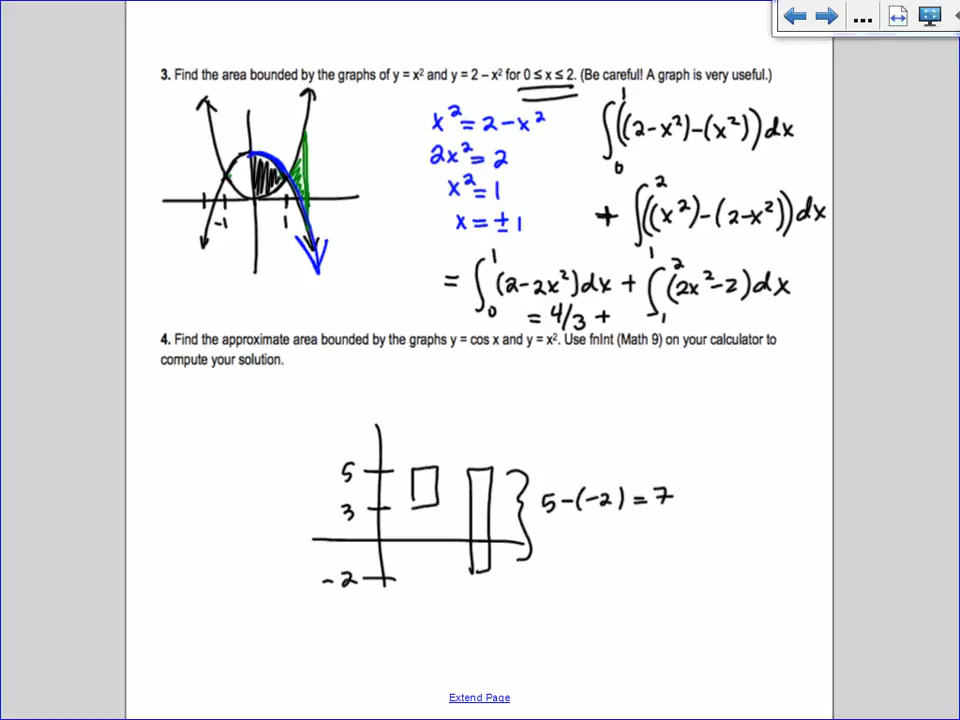 3. Find the area bounded by the graphs of y = x² and y = 2 – x² for 0 ≤ x ≤ 2. (Be careful! A graph is very useful.)
-1 1
x² = 2 - x²
2x² = 2
x² = 1
x = ± 1
∫₀¹ ((2-x²)-(x²)) dx
+ ∫₁² ((x²)-(2-x²)) dx
= ∫₀¹ (2-2x²) dx + ∫₁² (2x²-2) dx
= 4/3 +
4. Find the approximate area bounded by the graphs y = cos x and y = x². Use fnInt (Math 9) on your calculator to
compute your solution.
5
3
-2
5-(-2) = 7
Extend Page